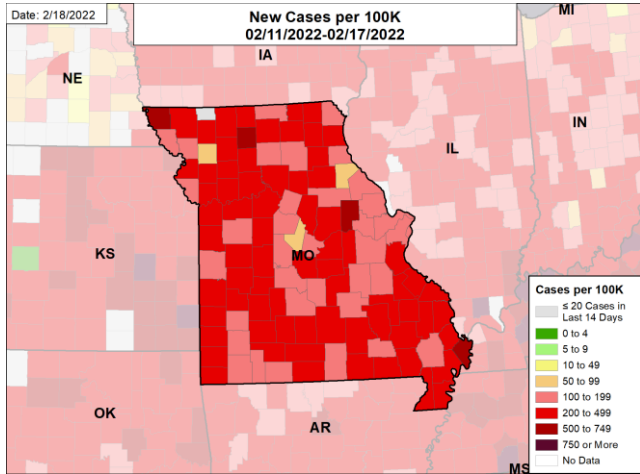 Date: 2/18/2022
New Cases per 100K
02/11/2022-02/17/2022
MI
IA
NE
IL
IN
KS
MO
OK
AR
MS
Cases per 100K
≤ 20 Cases in
Last 14 Days
0 to 4
5 to 9
10 to 49
50 to 99
100 to 199
200 to 499
500 to 749
750 or More
No Data